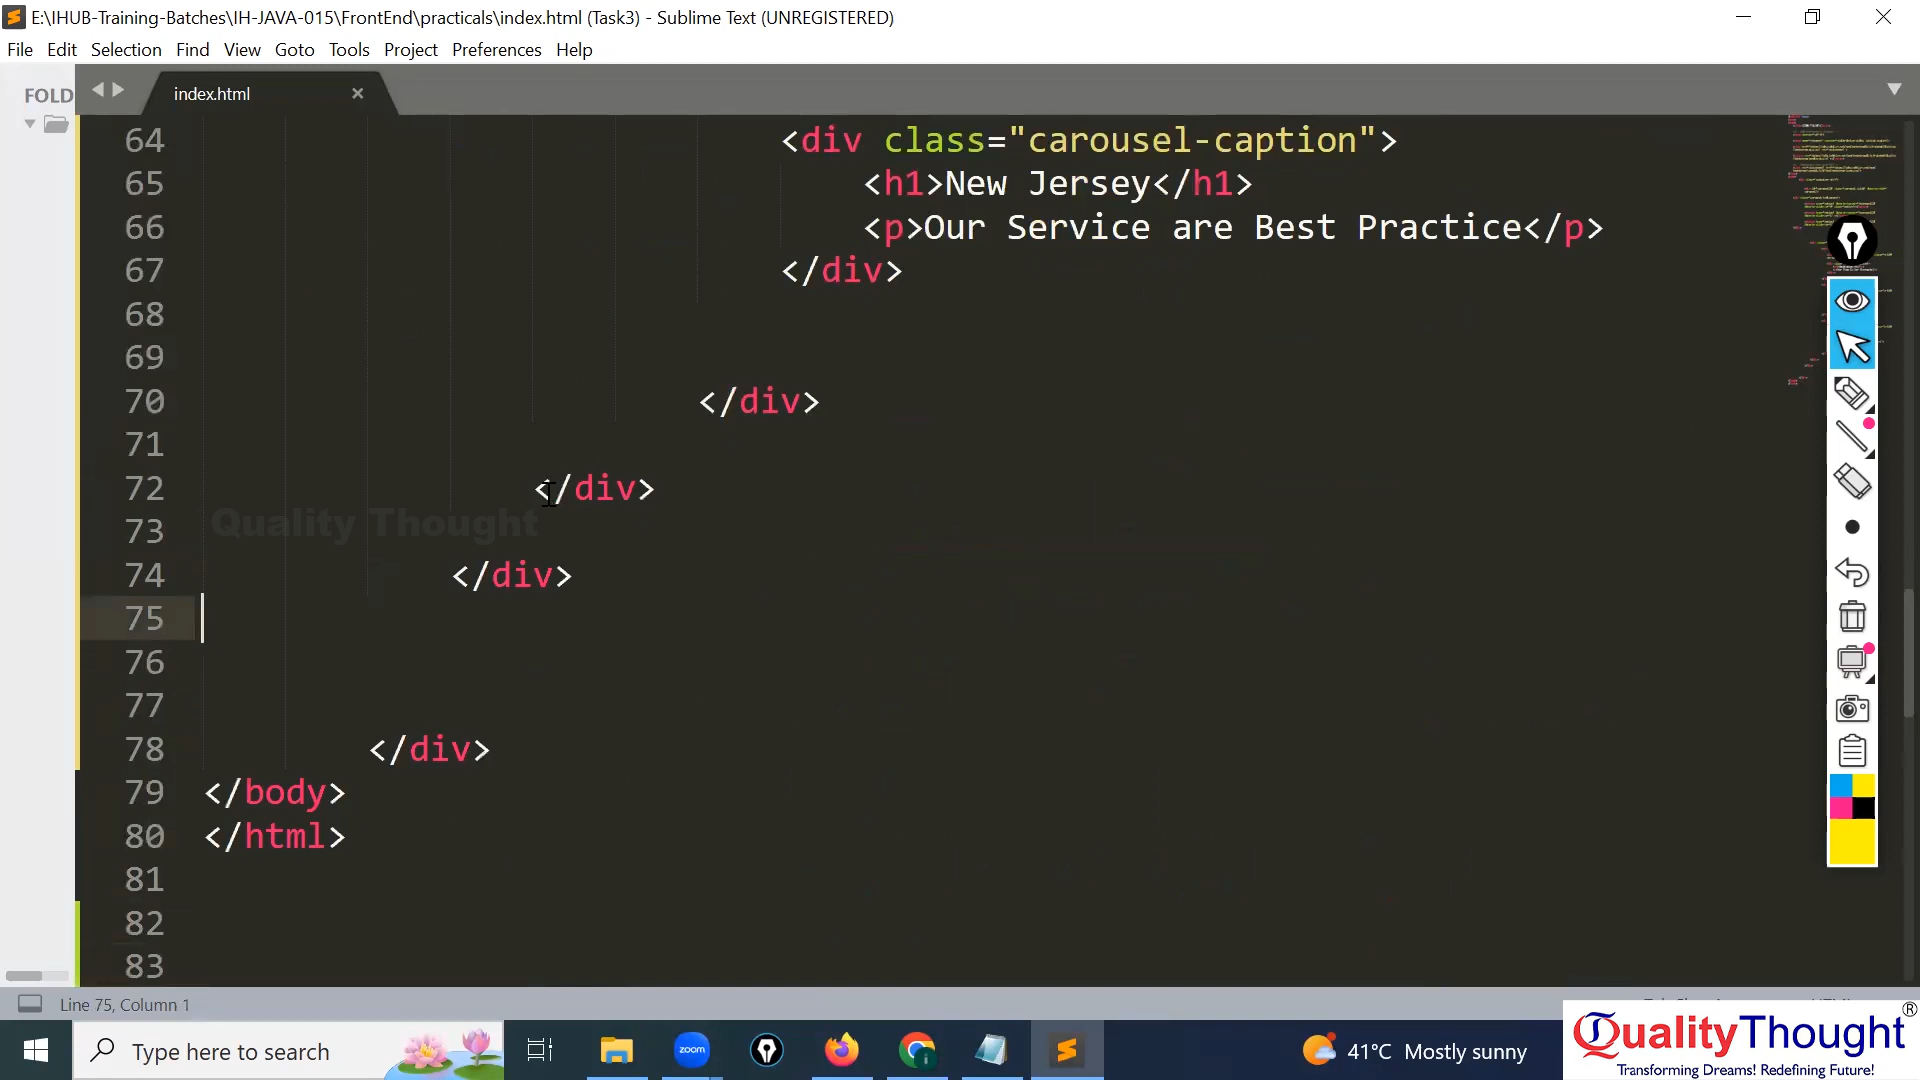 E:\IHUB-Training-Batches\IH-JAVA-015\FrontEnd\practicals\index.html (Task3) - Sublime Text (UNREGISTERED)
File Edit Selection Find View Goto Tools Project Preferences Help
FOLD
index.html
64 <div class="carousel-caption">
65 <h1>New Jersey</h1>
66 <p>Our Service are Best Practice</p>
67 </div>
68
69
70 </div>
71
72 </div>
Quality Thought
73
74 </div>
75
76
77
78 </div>
79 </body>
80 </html>
81
82
83
Line 75, Column 1
Type here to search
zoom
41°C Mostly sunny
QualityThought®
Transforming Dreams! Redefining Future!